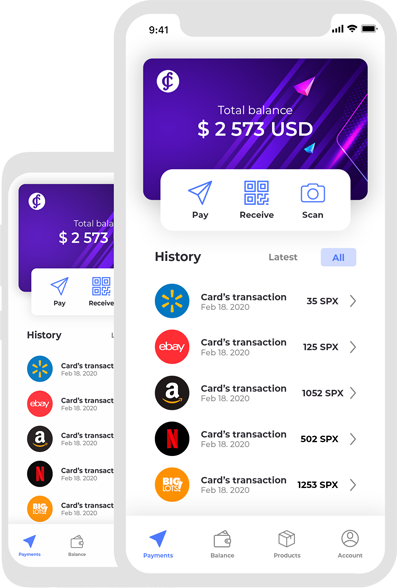 9:41
Total balance
$ 2 573 USD
Pay
Receive
Scan
History
Latest
All
Card's transaction
Feb 18. 2020
35 SPX
ebay
Card's transaction
Feb 18. 2020
125 SPX
a
Card's transaction
Feb 18. 2020
1052 SPX
N
Card's transaction
Feb 18. 2020
502 SPX
BIG
LOTS!
Card's transaction
Feb 18. 2020
1253 SPX
Payments
Balance
Products
Account
Total bala
$ 2 573
Pay
Receive
History
L
Card's transact
Feb 18. 2020
ebay
Card's transact
Feb 18. 2020
a
Card's transact
Feb 18. 2020
N
Card's transact
Feb 18. 2020
BIG
LOTS!
Card's transact
Feb 18. 2020
Payments
Balance